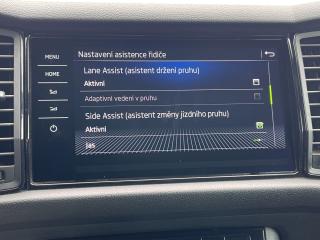 Nastavení asistence řidiče
MENU
Lane Assist (asistent držení pruhu)
HOME
Aktivní
Adaptivní vedení v pruhu
Side Assist (asistent změny jízdního pruhu)
Aktivní
Jas